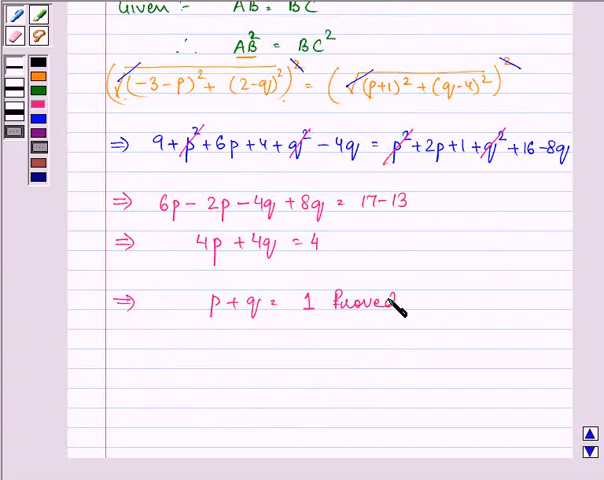 Given :- AB = BC
∴ AB² = BC²
(√(-3-p)² + (2-q)²)² = (√(p+1)² + (q-4)²)²
⇒ 9 + p² + 6p + 4 + q² - 4q = p² + 2p + 1 + q² + 16 - 8q
⇒ 6p - 2p - 4q + 8q = 17 - 13
⇒ 4p + 4q = 4
⇒ p + q = 1 Proved